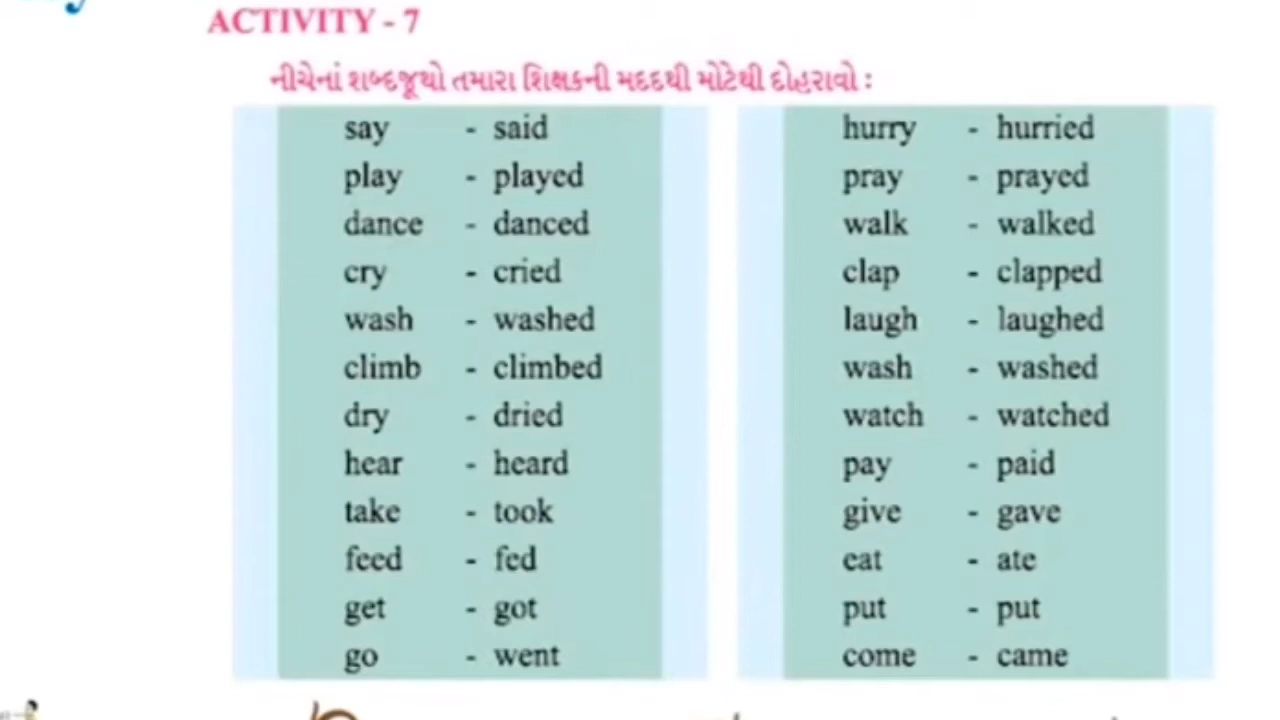 ACTIVITY - 7
નીચેનાં શબ્દજૂથો તમારા શિક્ષકની મદદથી મોટેથી દોહરાવો :
say - said
play - played
dance - danced
cry - cried
wash - washed
climb - climbed
dry - dried
hear - heard
take - took
feed - fed
get - got
go - went
hurry - hurried
pray - prayed
walk - walked
clap - clapped
laugh - laughed
wash - washed
watch - watched
pay - paid
give - gave
eat - ate
put - put
come - came